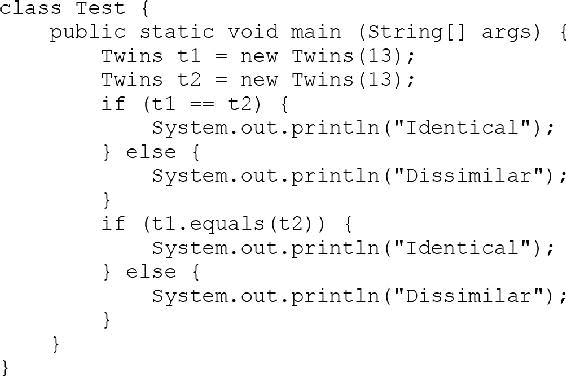 class Test {
    public static void main (String[] args) {
        Twins t1 = new Twins(13);
        Twins t2 = new Twins(13);
        if (t1 == t2) {
            System.out.println("Identical");
        } else {
            System.out.println("Dissimilar");
        }
        if (t1.equals(t2)) {
            System.out.println("Identical");
        } else {
            System.out.println("Dissimilar");
        }
    }
}